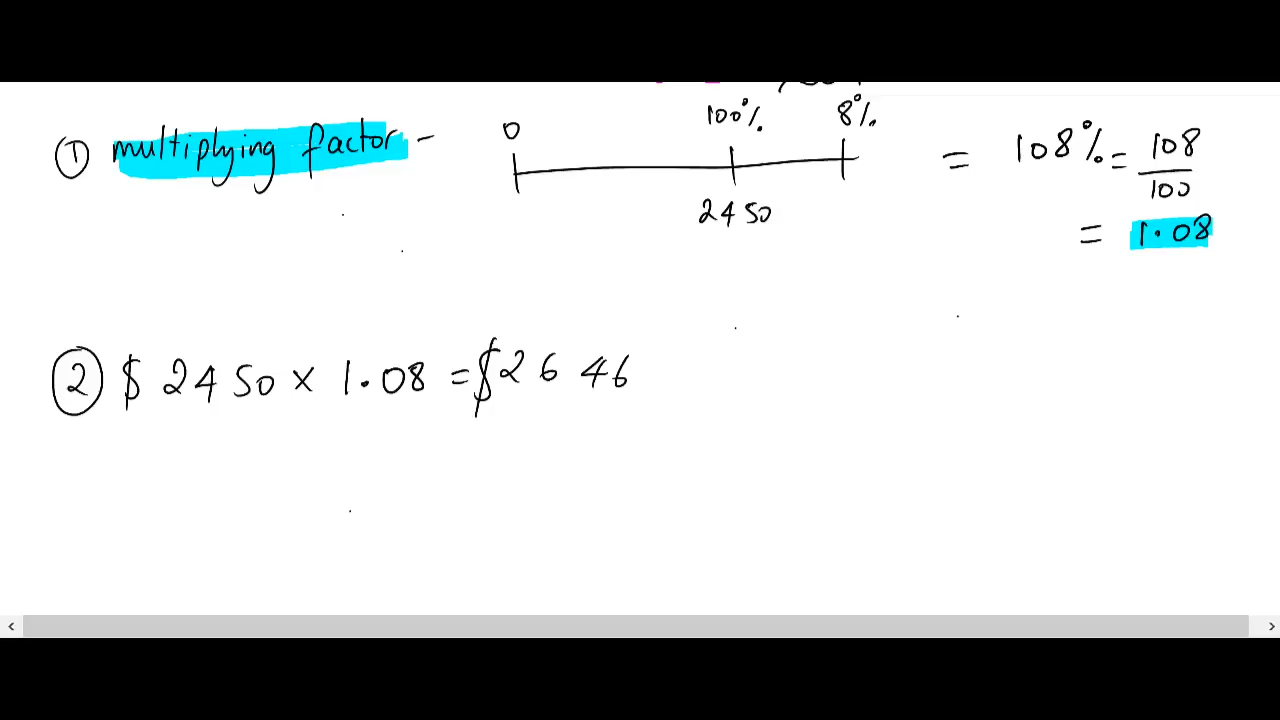 ① multiplying factor - 0 100% 8% = 108% = 108/100
2450 = 1.08
② $ 2450 × 1.08 = $2646